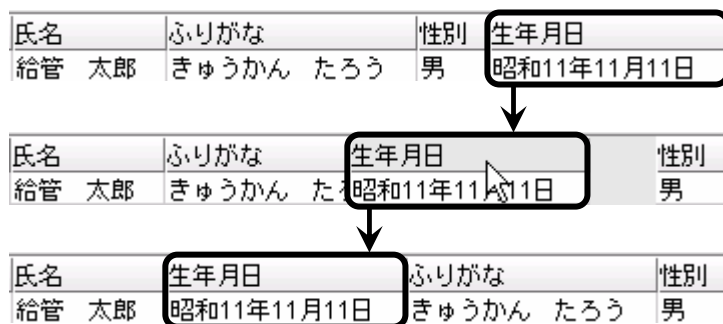 氏名 ふりがな 性別 生年月日
給管 太郎 きゅうかん たろう 男 昭和11年11月11日
氏名 ふりがな 生年月日 性別
給管 太郎 きゅうかん た 昭和11年11月11日 男
氏名 生年月日 ふりがな 性別
給管 太郎 昭和11年11月11日 きゅうかん たろう 男